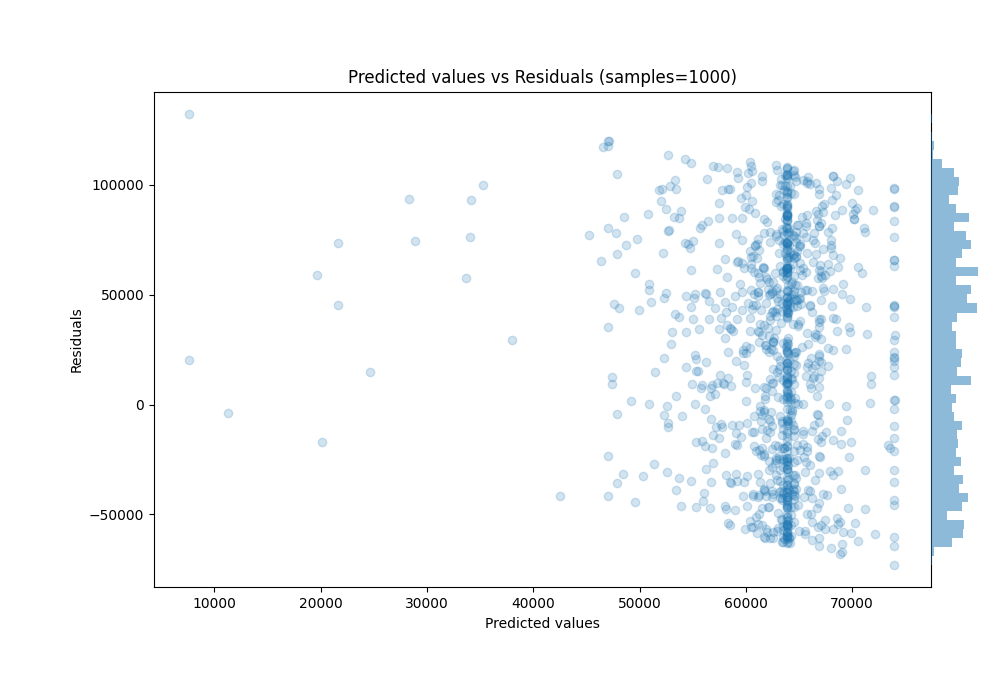 Predicted values vs Residuals (samples=1000)
100000
50000
0
−50000
Residuals
10000 20000 30000 40000 50000 60000 70000
Predicted values